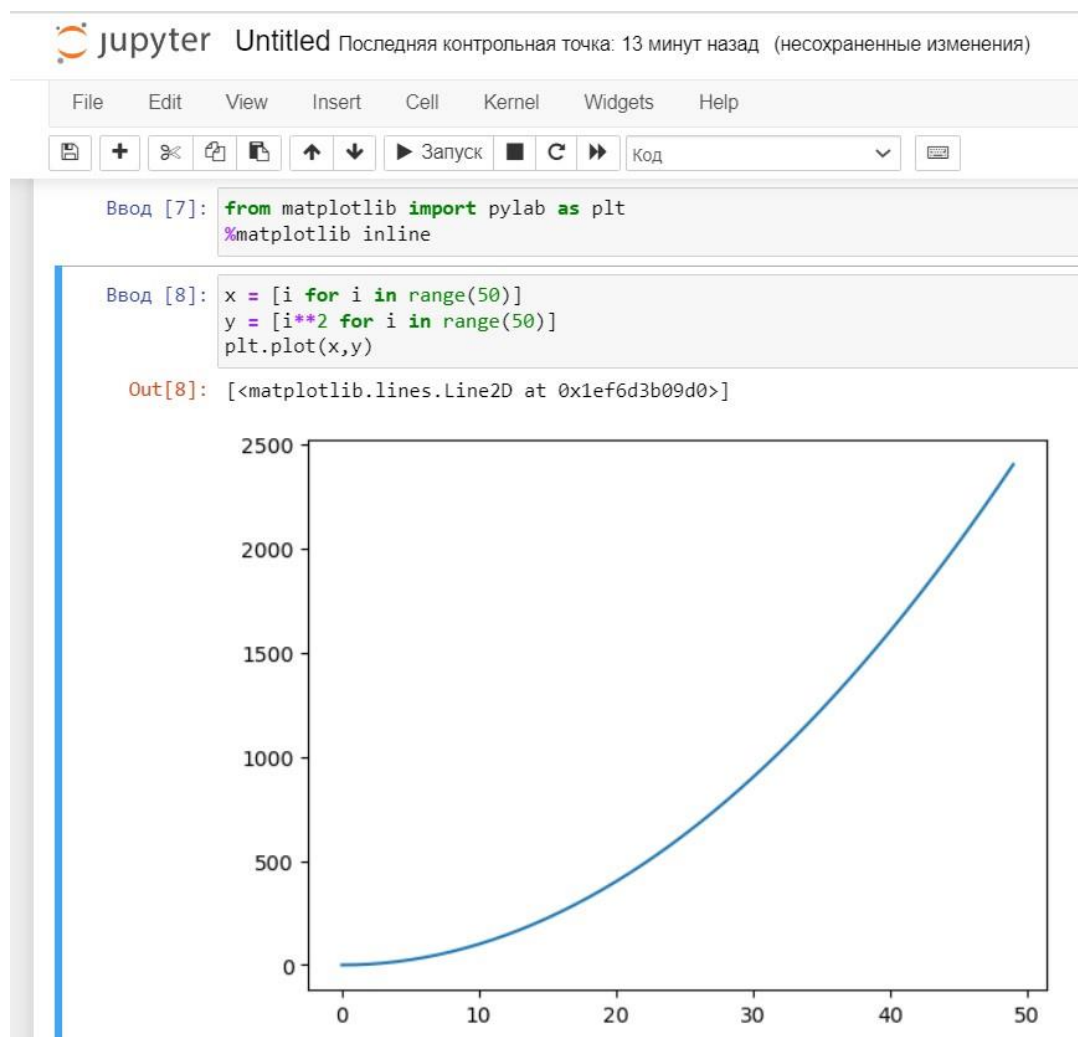 jupyter Untitled Последняя контрольная точка: 13 минут назад (несохраненные изменения)
File Edit View Insert Cell Kernel Widgets Help
Запуск Код
Ввод [7]: from matplotlib import pylab as plt
%matplotlib inline
Ввод [8]: x = [i for i in range(50)]
y = [i**2 for i in range(50)]
plt.plot(x,y)
Out[8]: [<matplotlib.lines.Line2D at 0x1ef6d3b09d0>]
2500
2000
1500
1000
500
0
0 10 20 30 40 50